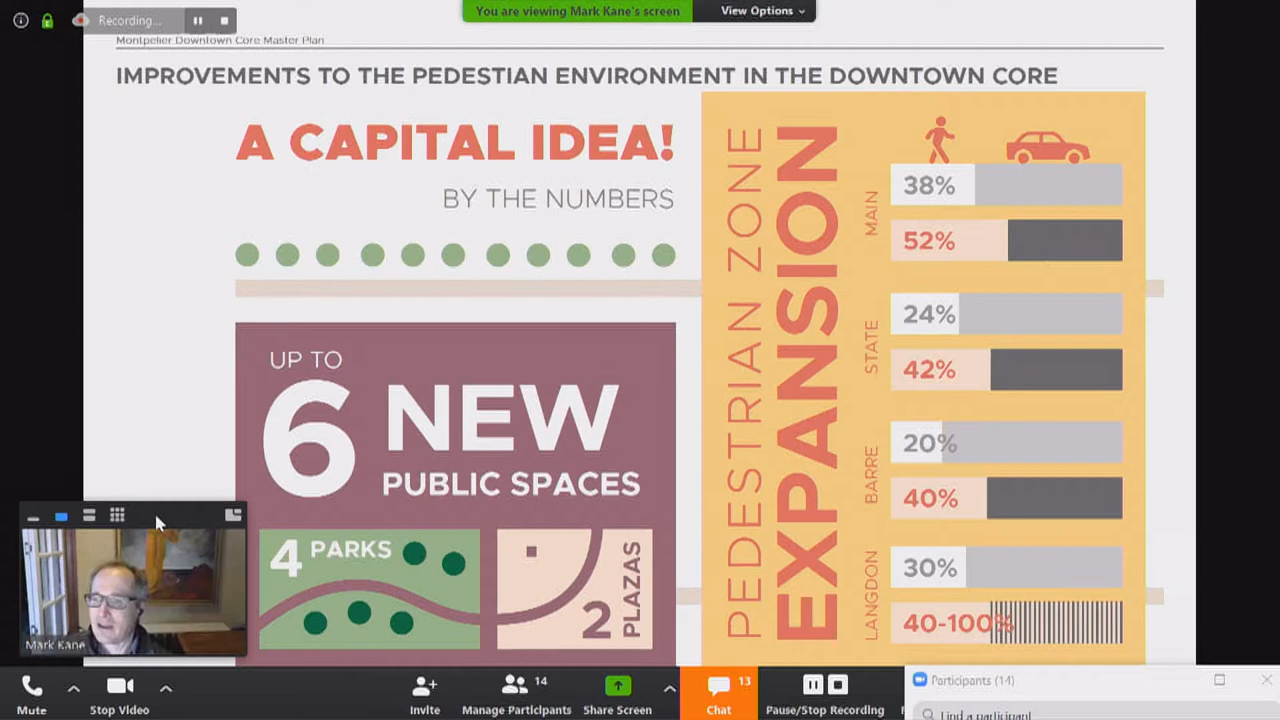 Recording...
You are viewing Mark Kane's screen
View Options
Montpelier Downtown Core Master Plan
IMPROVEMENTS TO THE PEDESTIAN ENVIRONMENT IN THE DOWNTOWN CORE
A CAPITAL IDEA!
BY THE NUMBERS
UP TO
6 NEW
PUBLIC SPACES
4 PARKS
2 PLAZAS
PEDESTRIAN ZONE
EXPANSION
MAIN
38%
52%
STATE
24%
42%
BARRE
20%
40%
LANGDON
30%
40-100%
Mark Kane
Mute
Stop Video
Invite
14
Manage Participants
Share Screen
13
Chat
Pause/Stop Recording
Participants (14)
Find a participant